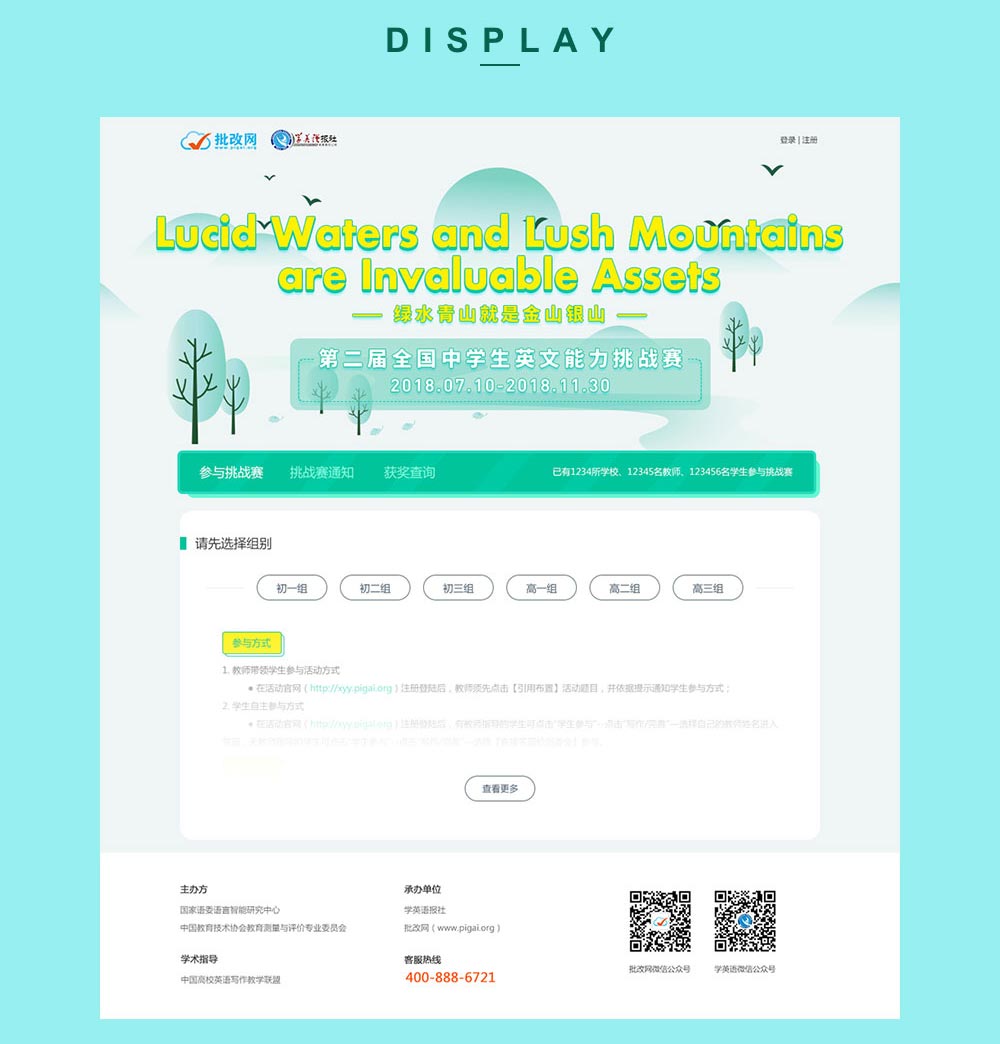 DISPLAY
批改网
www.pigai.org
学英语报社
登录 | 注册
Lucid Waters and Lush Mountains
are Invaluable Assets
绿水青山就是金山银山
第二届全国中学生英文能力挑战赛
2018.07.10-2018.11.30
参与挑战赛 挑战赛通知 获奖查询 已有1234所学校、12345名教师、123456名学生参与挑战赛
请先选择组别
初一组 初二组 初三组 高一组 高二组 高三组
参与方式
1. 教师带领学生参与活动方式
● 在活动官网 ( http://xyy.pigai.org ) 注册登陆后，教师须先点击【引用布置】活动题目，并依据提示通知学生参与方式；
2. 学生自主参与方式
● 在活动官网 ( http://xyy.pigai.org ) 注册登陆后，有教师指导的学生可点击“学生参与”--点击“写作/完善”—选择自己的教师姓名进入
查看更多
主办方
国家语委语言智能研究中心
中国教育技术协会教育测量与评价专业委员会
学术指导
中国高校英语写作教学联盟
承办单位
学英语报社
批改网 ( www.pigai.org )
客服热线
400-888-6721
批改网微信公众号 学英语微信公众号